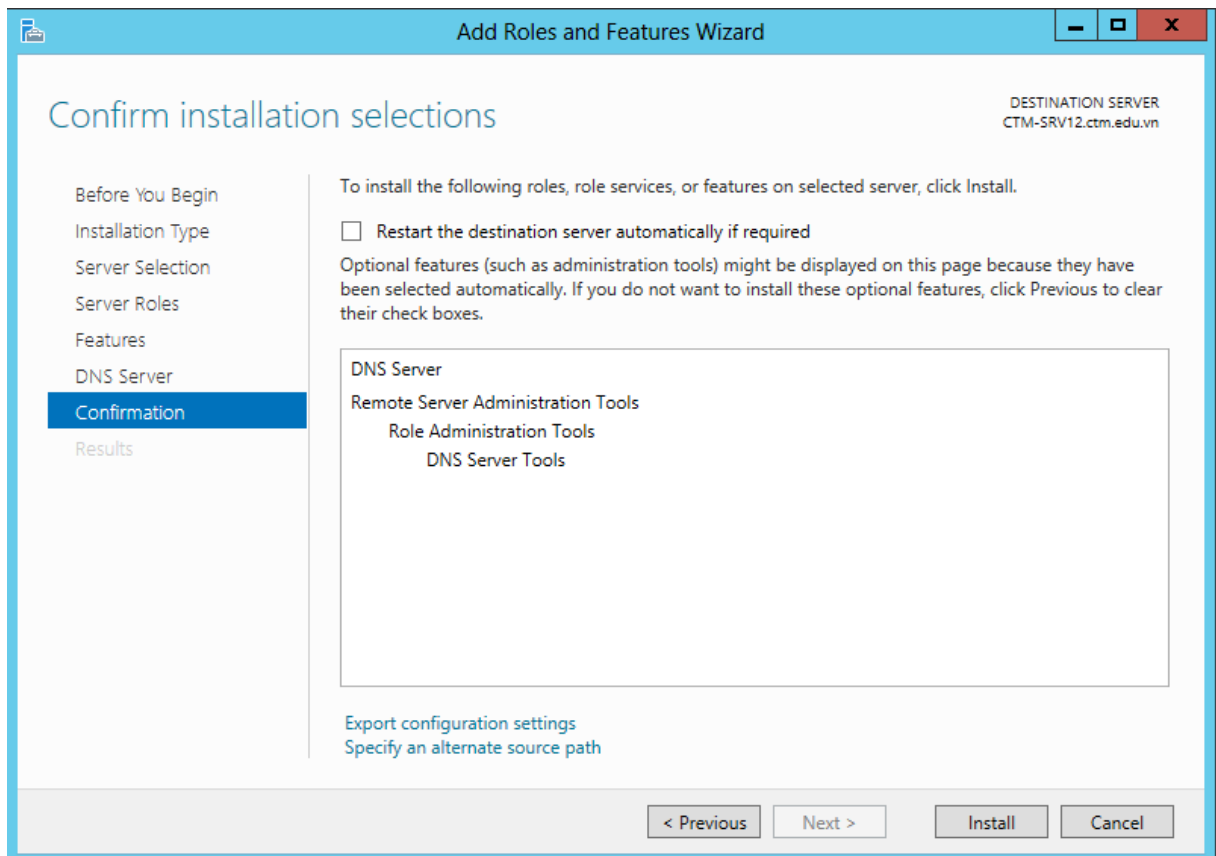 Add Roles and Features Wizard
Confirm installation selections
DESTINATION SERVER
CTM-SRV12.ctm.edu.vn
Before You Begin
Installation Type
Server Selection
Server Roles
Features
DNS Server
Confirmation
Results
To install the following roles, role services, or features on selected server, click Install.
Restart the destination server automatically if required
Optional features (such as administration tools) might be displayed on this page because they have
been selected automatically. If you do not want to install these optional features, click Previous to clear
their check boxes.
DNS Server
Remote Server Administration Tools
Role Administration Tools
DNS Server Tools
Export configuration settings
Specify an alternate source path
< Previous
Next >
Install
Cancel